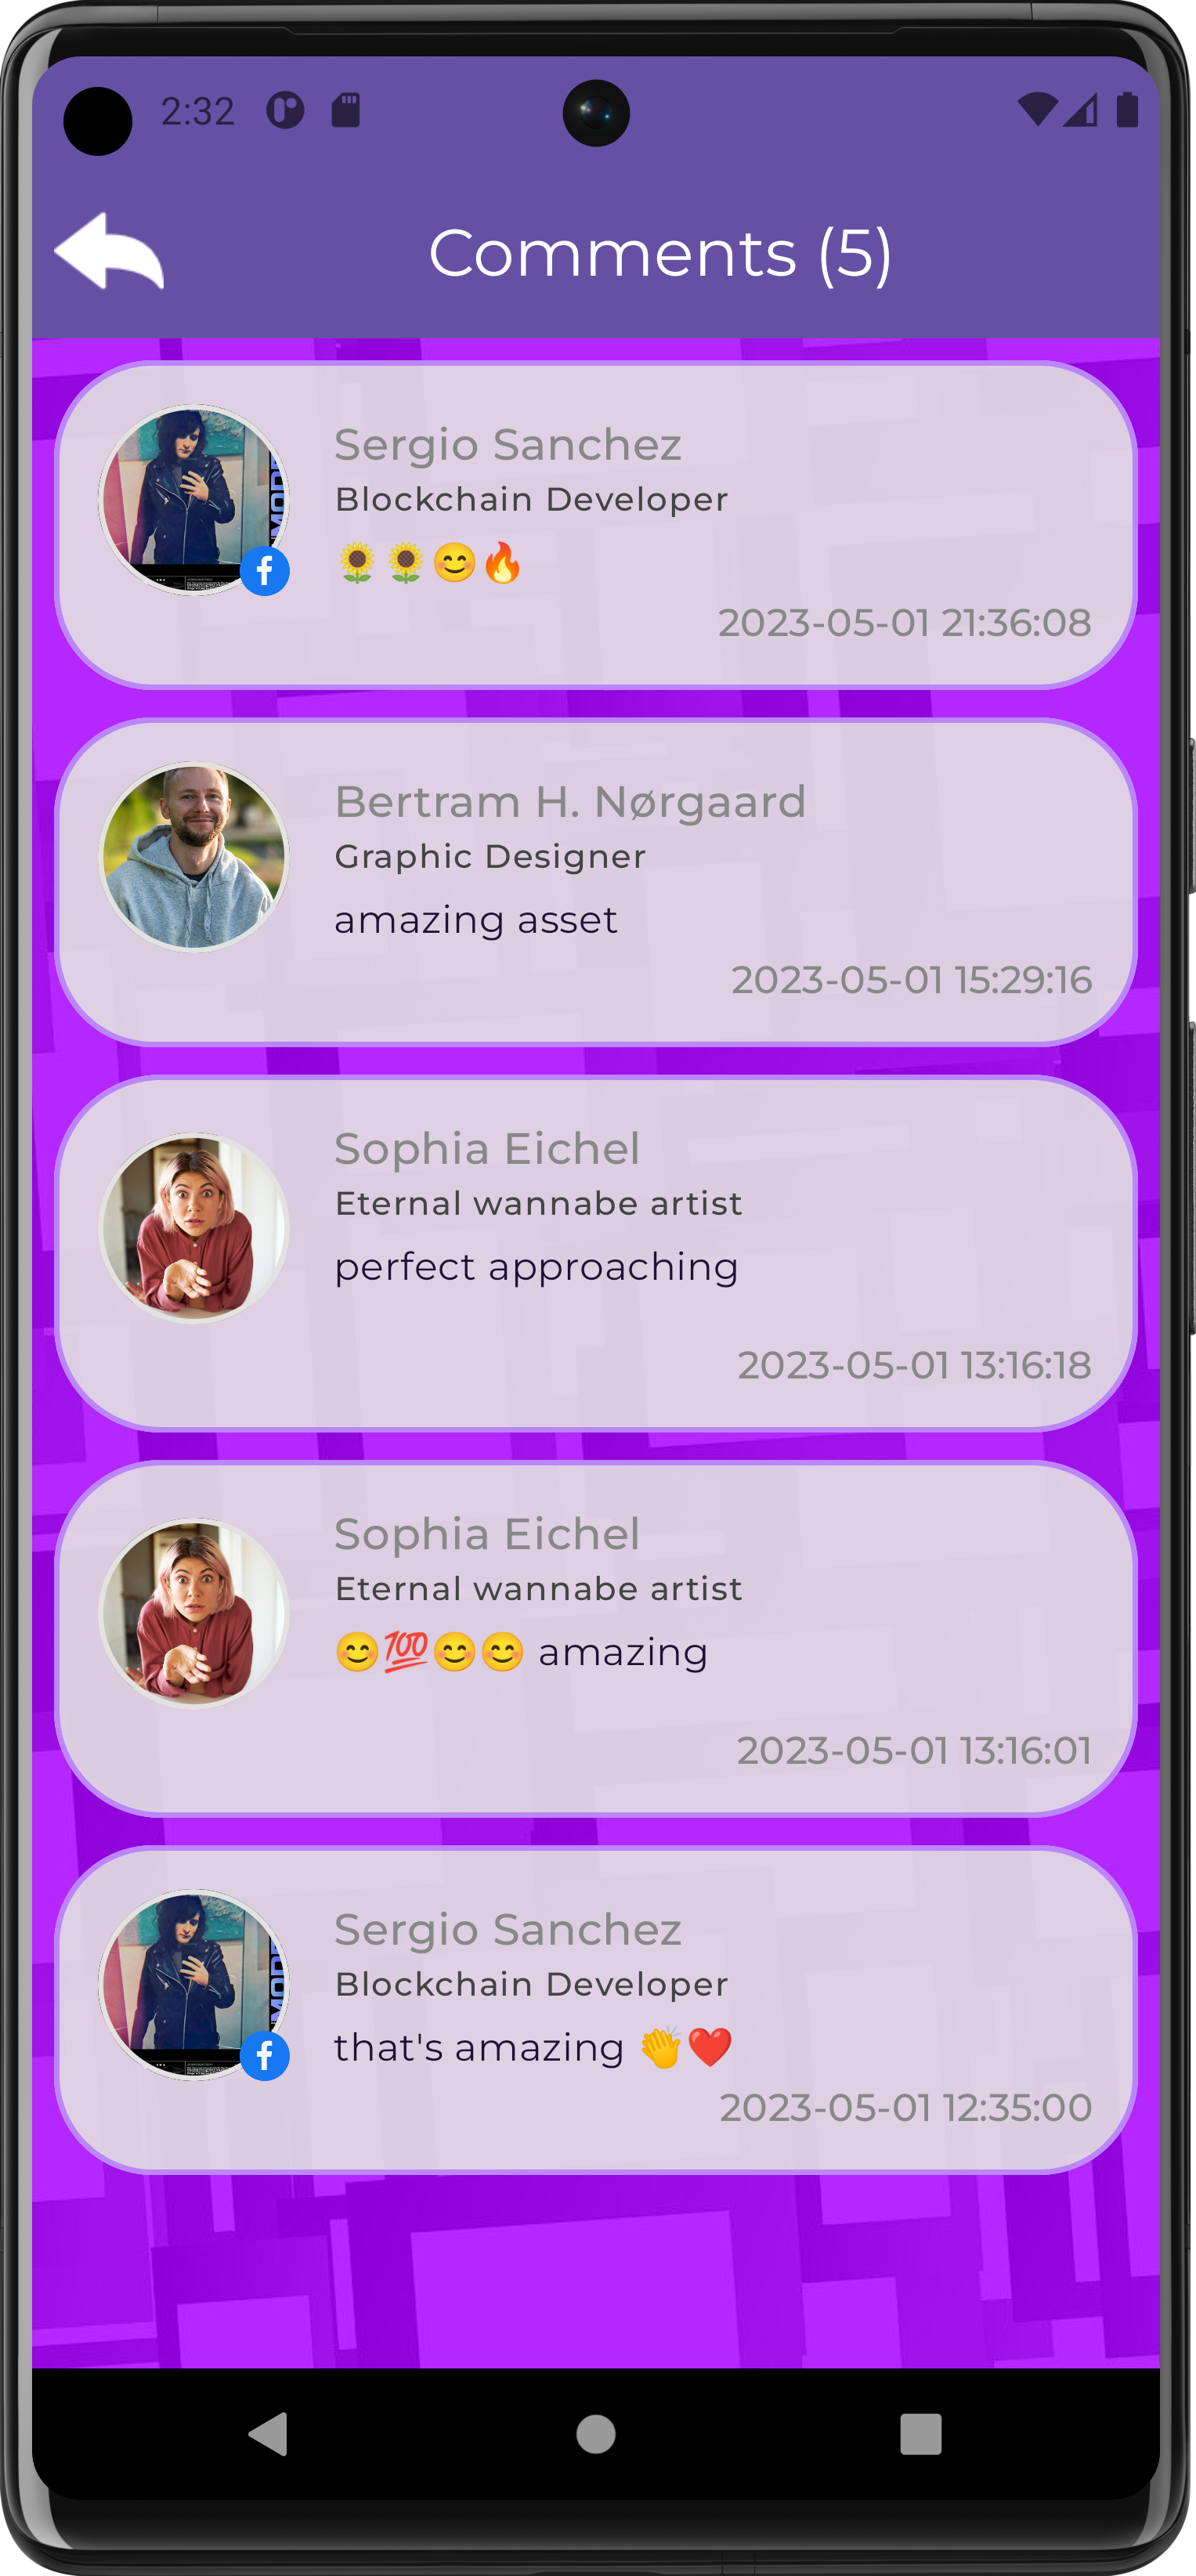 2:32
Comments (5)
Sergio Sanchez
Blockchain Developer
🌻🌻😊🔥
2023-05-01 21:36:08
Bertram H. Nørgaard
Graphic Designer
amazing asset
2023-05-01 15:29:16
Sophia Eichel
Eternal wannabe artist
perfect approaching
2023-05-01 13:16:18
Sophia Eichel
Eternal wannabe artist
😊💯😊😊 amazing
2023-05-01 13:16:01
Sergio Sanchez
Blockchain Developer
that's amazing 👏❤️
2023-05-01 12:35:00